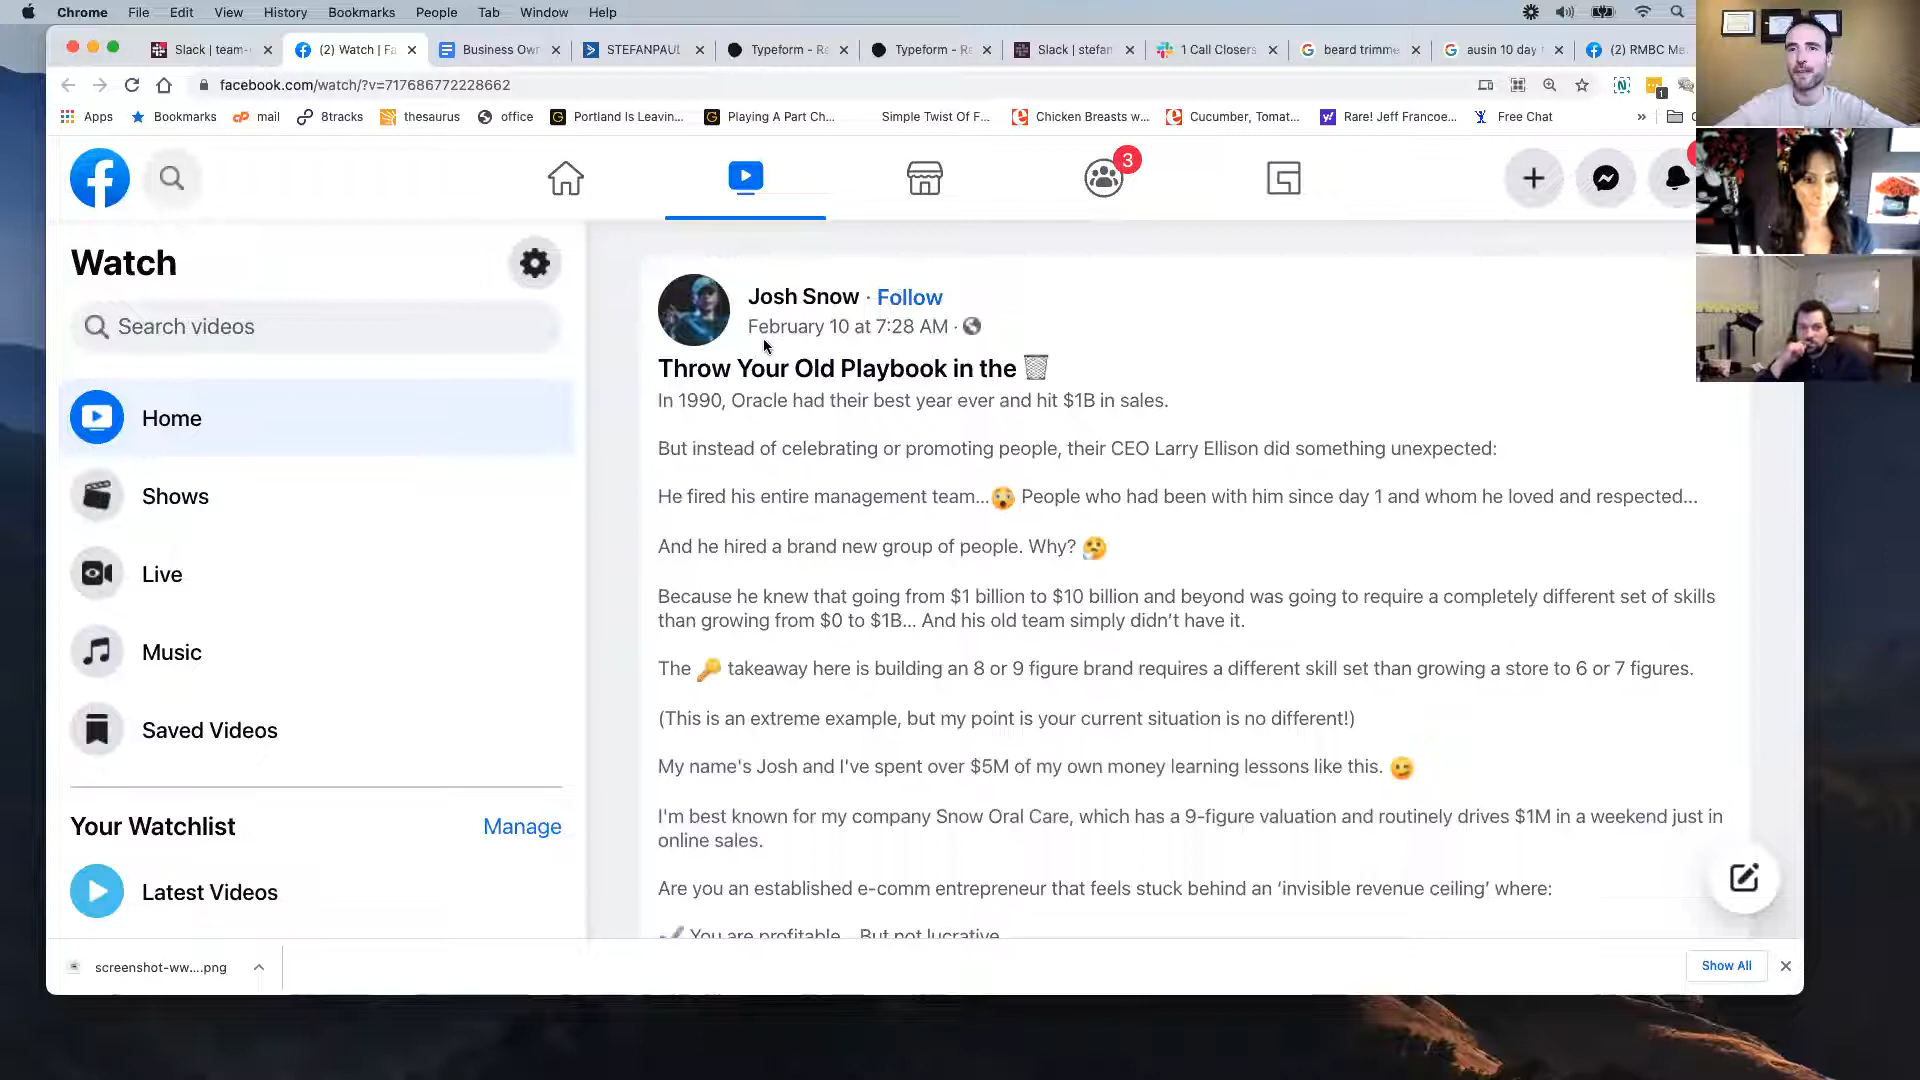 Chrome File Edit View History Bookmarks People Tab Window Help
Slack | team- (2) Watch | Fa Business Ow STEFANPAUL Typeform - Re Typeform - Re Slack | stefan 1 Call Closers beard trimme ausin 10 day (2) RMBC Me
facebook.com/watch/?v=717686772228662
1
Apps Bookmarks mail 8tracks thesaurus office Portland Is Leavin... Playing A Part Ch... Simple Twist Of F... Chicken Breasts w... Cucumber, Tomat... Rare! Jeff Francoe... Free Chat »
3
Watch
Search videos
Home
Shows
Live
Music
Saved Videos
Your Watchlist Manage
Latest Videos
Josh Snow · Follow
February 10 at 7:28 AM ·
Throw Your Old Playbook in the 🗑
In 1990, Oracle had their best year ever and hit $1B in sales.
But instead of celebrating or promoting people, their CEO Larry Ellison did something unexpected:
He fired his entire management team...😲 People who had been with him since day 1 and whom he loved and respected...
And he hired a brand new group of people. Why? 🤔
Because he knew that going from $1 billion to $10 billion and beyond was going to require a completely different set of skills
than growing from $0 to $1B... And his old team simply didn't have it.
The 🔑 takeaway here is building an 8 or 9 figure brand requires a different skill set than growing a store to 6 or 7 figures.
(This is an extreme example, but my point is your current situation is no different!)
My name's Josh and I've spent over $5M of my own money learning lessons like this. 😉
I'm best known for my company Snow Oral Care, which has a 9-figure valuation and routinely drives $1M in a weekend just in
online sales.
Are you an established e-comm entrepreneur that feels stuck behind an ‘invisible revenue ceiling’ where:
✔ You are profitable... But not lucrative
screenshot-ww....png
Show All